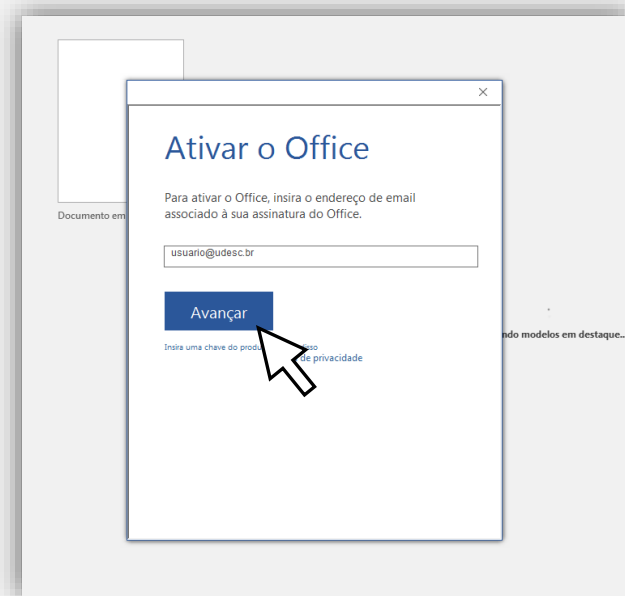 Ativar o Office
Para ativar o Office, insira o endereço de email
associado à sua assinatura do Office.
Documento em
usuario@udesc.br
Avançar
ndo modelos em destaque...
Insira uma chave do produ
isso
de privacidade